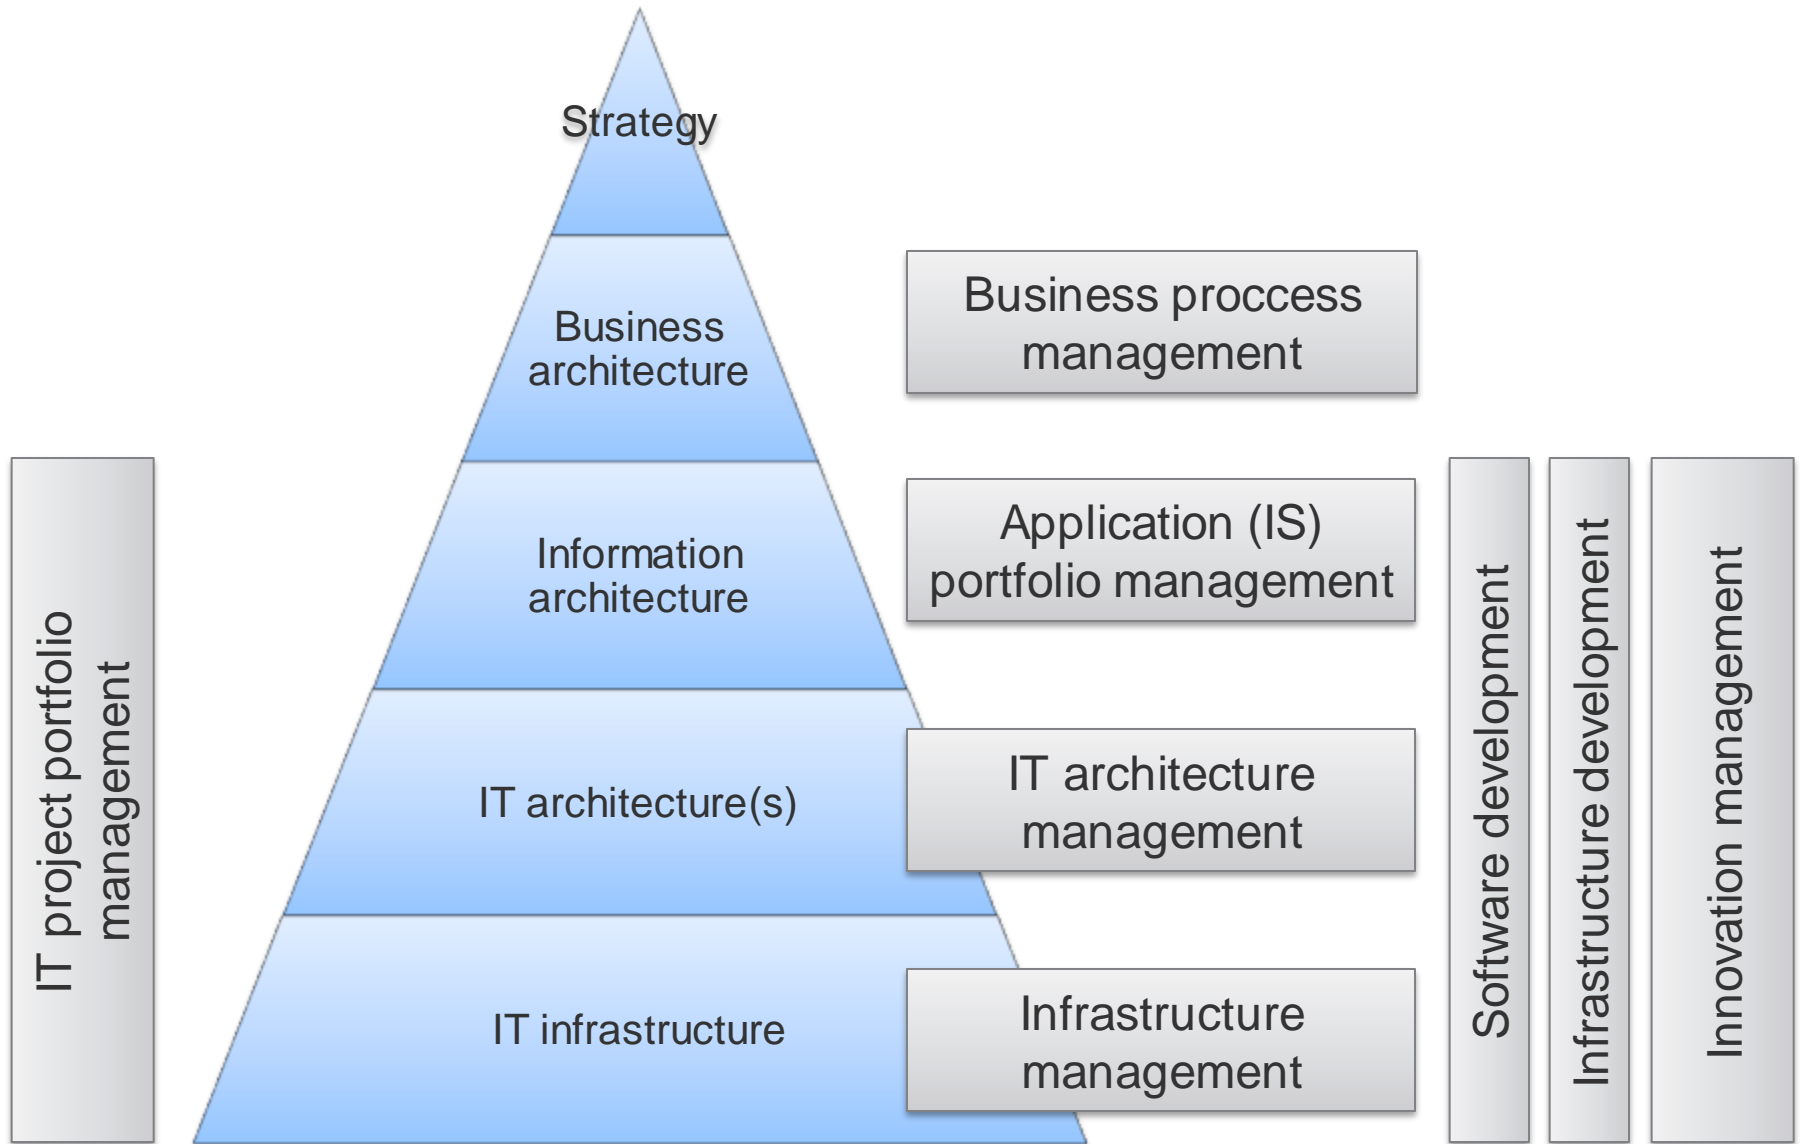 Strategy
Business
architecture
Information
architecture
IT architecture(s)
IT infrastructure
Business proccess
management
Application (IS)
portfolio management
IT architecture
management
Infrastructure
management
IT project portfolio
management
Software development
Infrastructure development
Innovation management